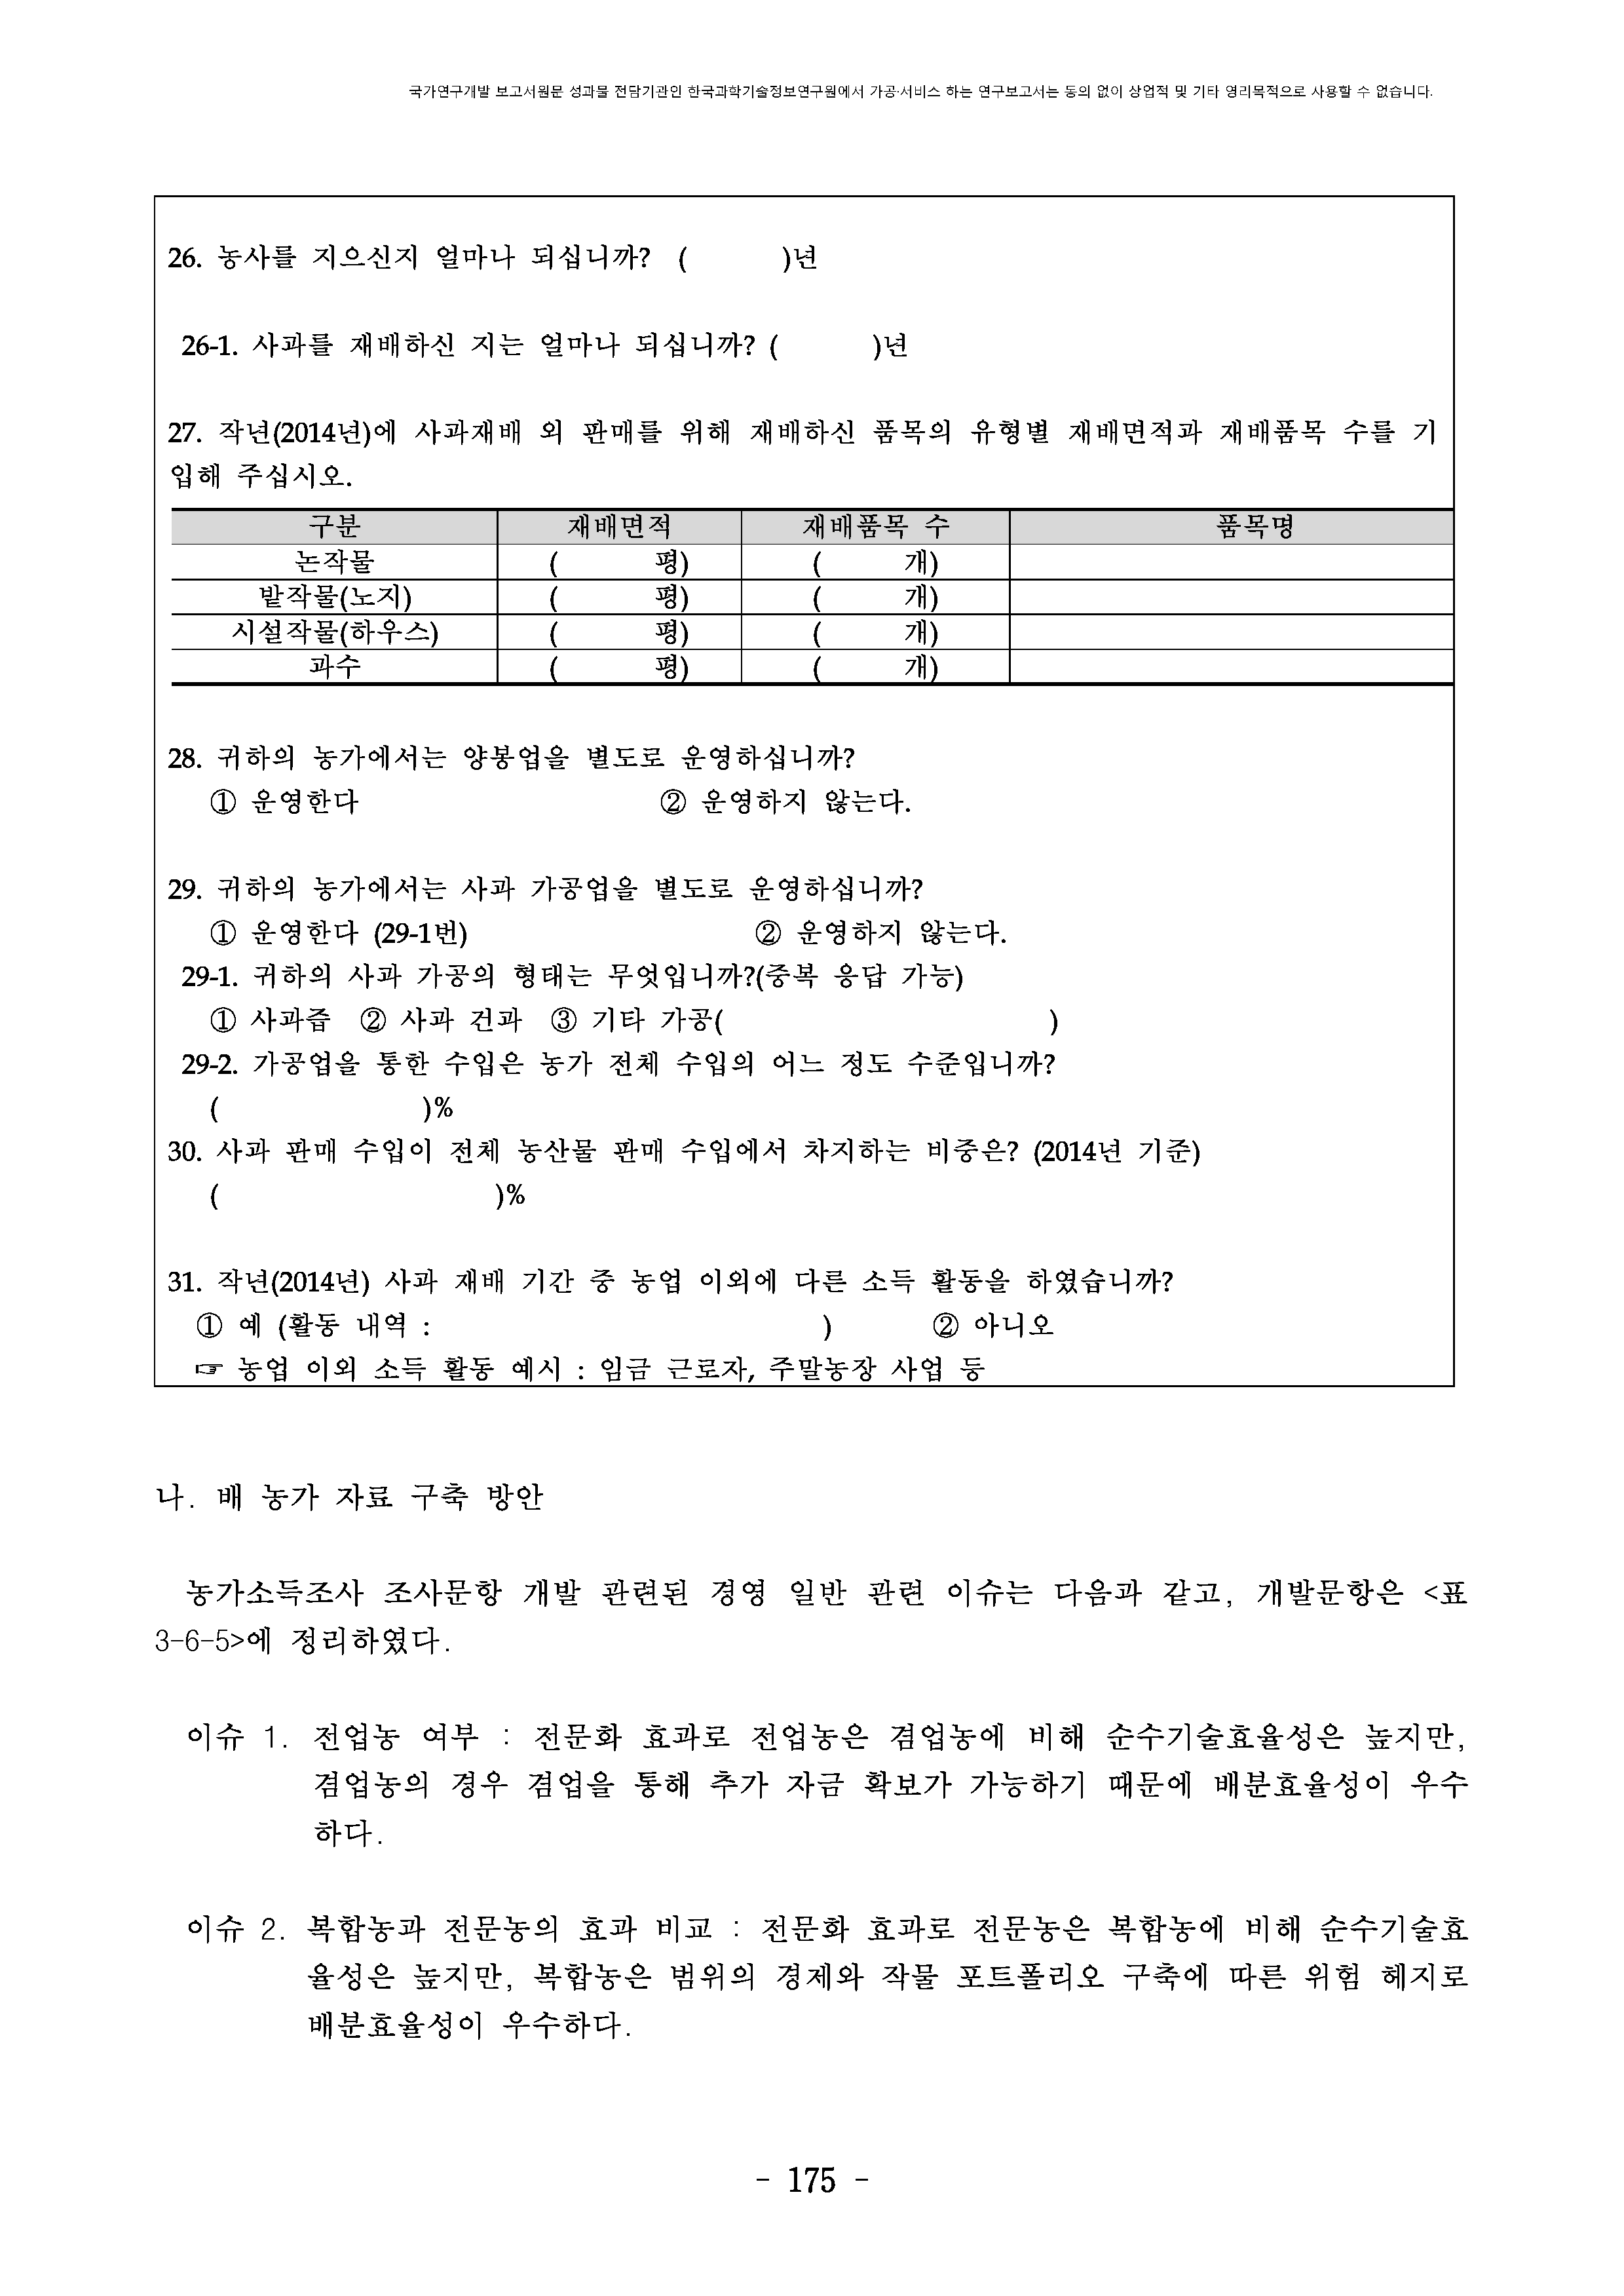 국가연구개발 보고서원문 성과물 전담기관인 한국과학기술정보연구원에서 가공·서비스 하는 연구보고서는 동의 없이 상업적 및 기타 영리목적으로 사용할 수 없습니다.
26. 농사를 지으신지 얼마나 되십니까? ( )년
26-1. 사과를 재배하신 지는 얼마나 되십니까? ( )년
27. 작년(2014년)에 사과재배 외 판매를 위해 재배하신 품목의 유형별 재배면적과 재배품목 수를 기
입해 주십시오.
구분 재배면적 재배품목 수 품목명
논작물 ( 평) ( 개)
밭작물(노지) ( 평) ( 개)
시설작물(하우스) ( 평) ( 개)
과수 ( 평) ( 개)
28. 귀하의 농가에서는 양봉업을 별도로 운영하십니까?
① 운영한다 ② 운영하지 않는다.
29. 귀하의 농가에서는 사과 가공업을 별도로 운영하십니까?
① 운영한다 (29-1번) ② 운영하지 않는다.
29-1. 귀하의 사과 가공의 형태는 무엇입니까?(중복 응답 가능)
① 사과즙 ② 사과 건과 ③ 기타 가공( )
29-2. 가공업을 통한 수입은 농가 전체 수입의 어느 정도 수준입니까?
( )%
30. 사과 판매 수입이 전체 농산물 판매 수입에서 차지하는 비중은? (2014년 기준)
( )%
31. 작년(2014년) 사과 재배 기간 중 농업 이외에 다른 소득 활동을 하였습니까?
① 예 (활동 내역 : ) ② 아니오
☞ 농업 이외 소득 활동 예시 : 임금 근로자, 주말농장 사업 등
나. 배 농가 자료 구축 방안
농가소득조사 조사문항 개발 관련된 경영 일반 관련 이슈는 다음과 같고, 개발문항은 <표
3-6-5>에 정리하였다.
이슈 1. 전업농 여부 : 전문화 효과로 전업농은 겸업농에 비해 순수기술효율성은 높지만,
겸업농의 경우 겸업을 통해 추가 자금 확보가 가능하기 때문에 배분효율성이 우수
하다.
이슈 2. 복합농과 전문농의 효과 비교 : 전문화 효과로 전문농은 복합농에 비해 순수기술효
율성은 높지만, 복합농은 범위의 경제와 작물 포트폴리오 구축에 따른 위험 헤지로
배분효율성이 우수하다.
- 175 -